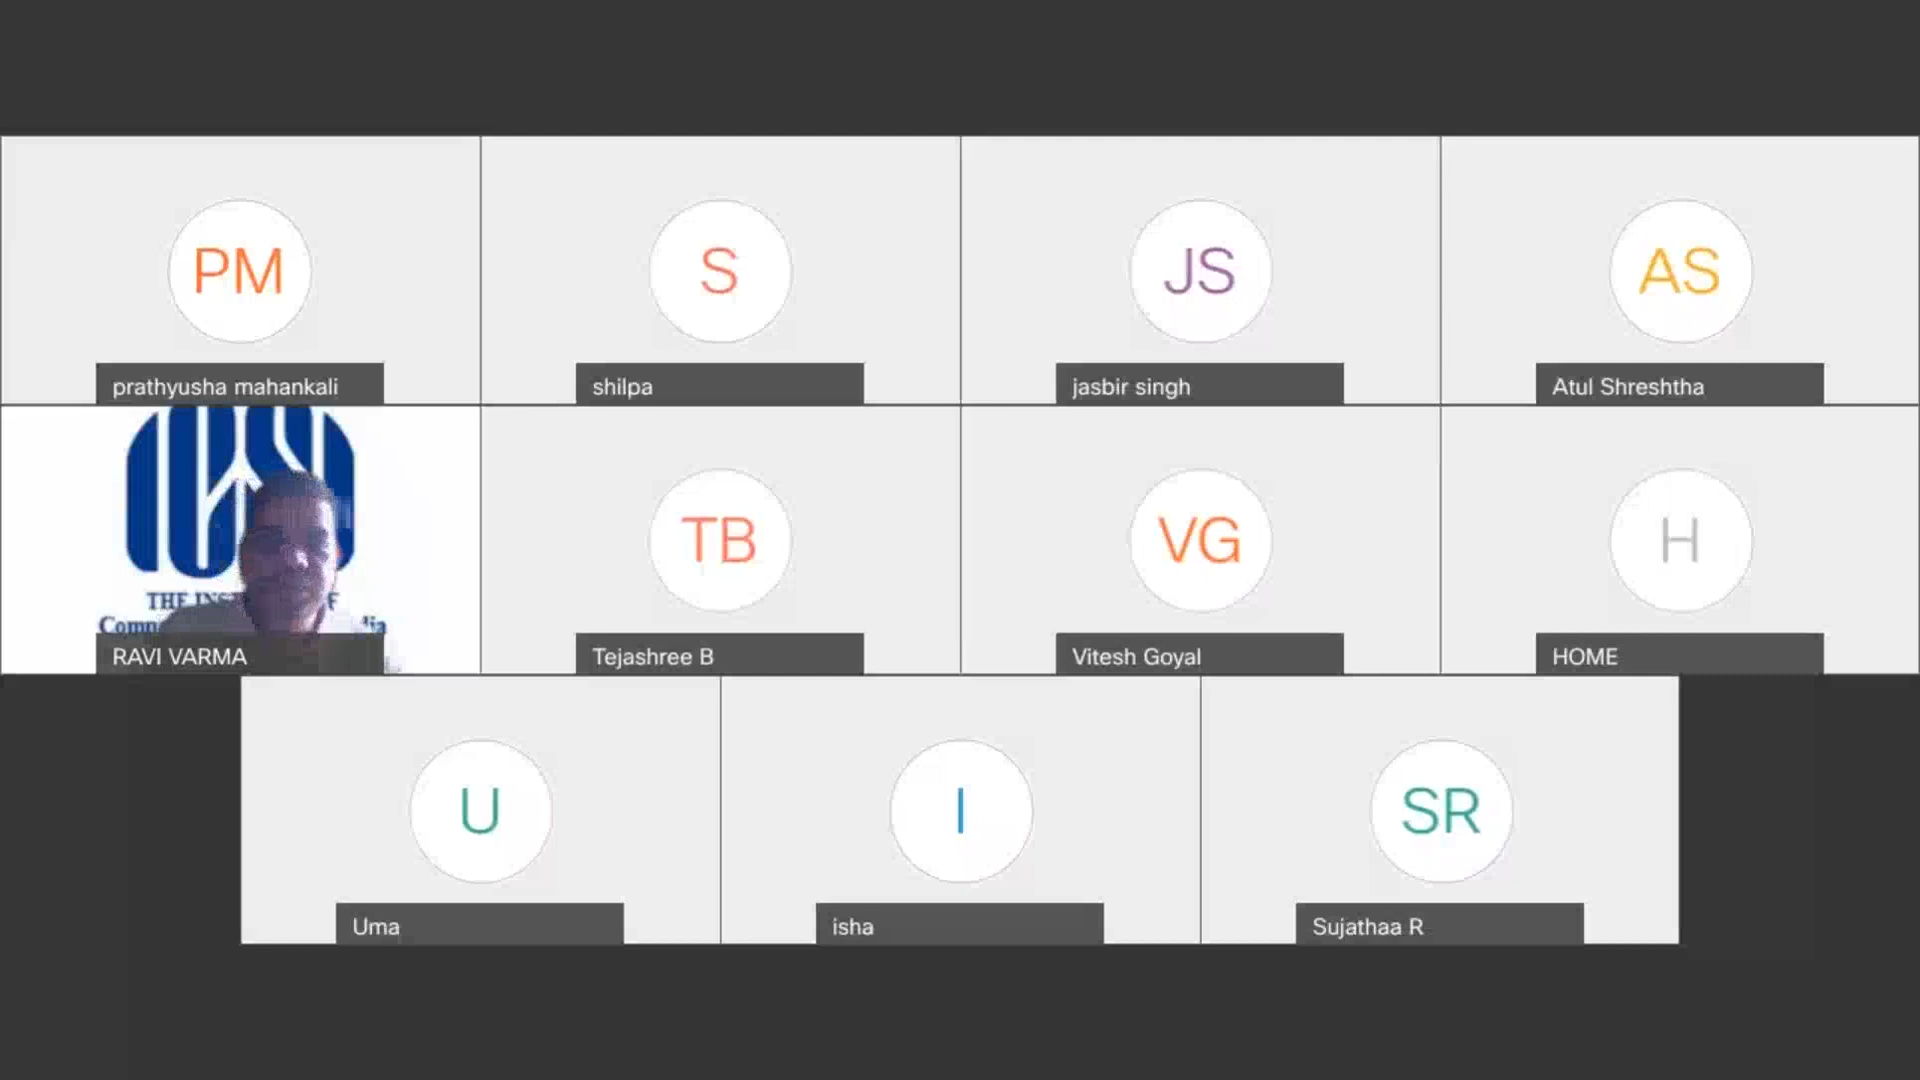 PM
prathyusha mahankali
S
shilpa
JS
jasbir singh
AS
Atul Shreshtha
THE
RAVI VARMA
TB
Tejashree B
VG
Vitesh Goyal
H
HOME
U
Uma
I
isha
SR
Sujathaa R